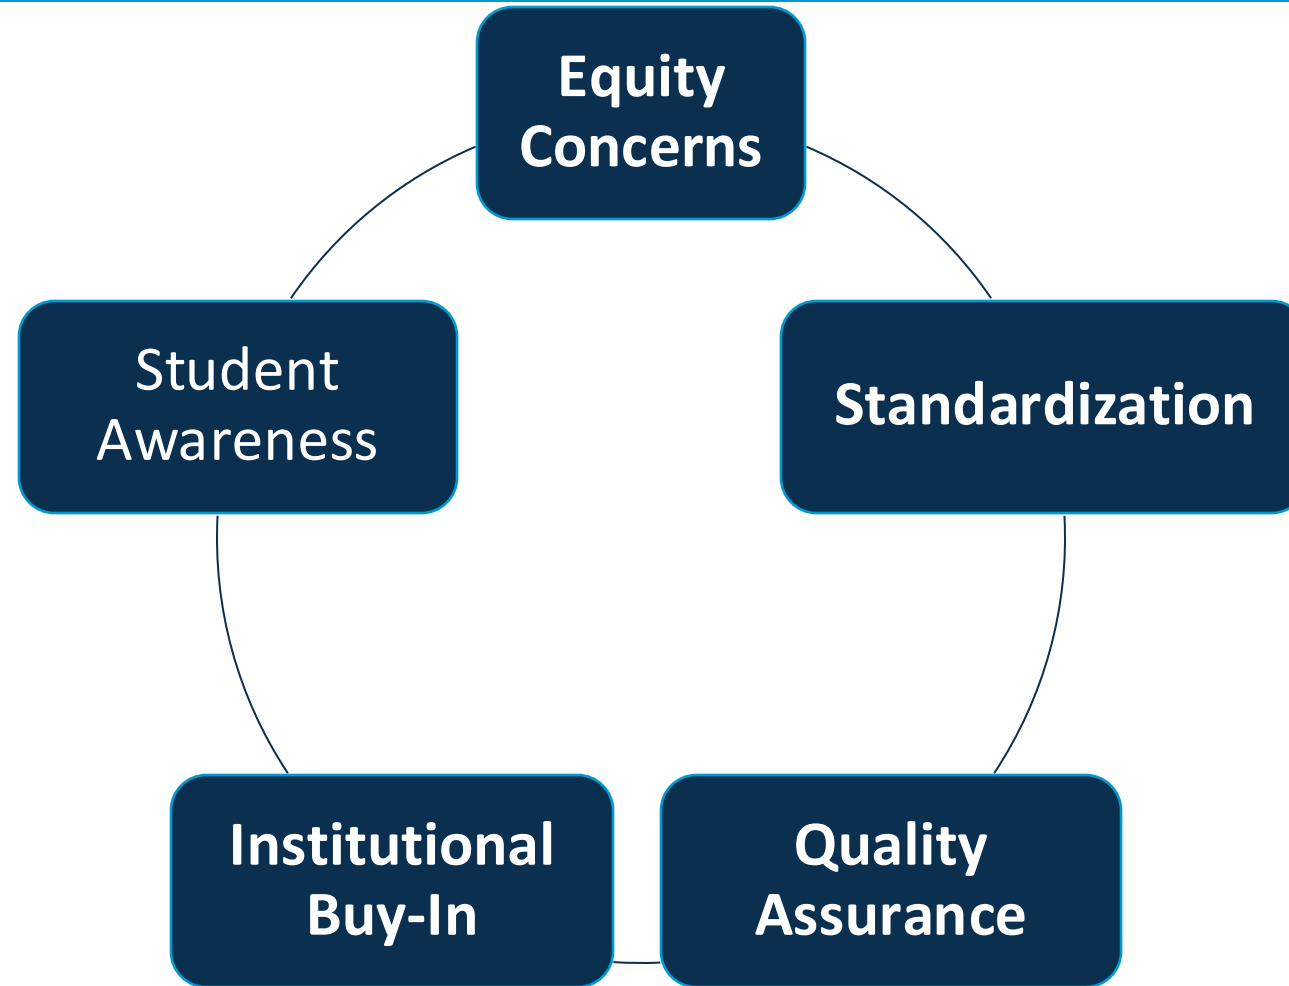 Equity
Concerns
Student
Awareness
Standardization
Institutional
Buy-In
Quality
Assurance